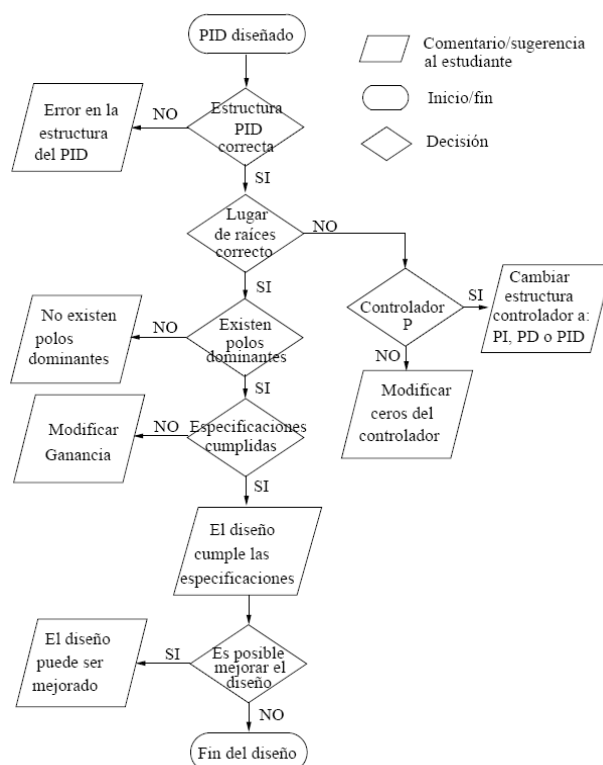 PID diseñado
Comentario/sugerencia
al estudiante
Inicio/fín
Decisión
Error en la
estructura
del PID
NO
Estructura
PID
correcta
SI
Lugar
de raíces
correcto
NO
SI
Controlador
P
SI
Cambiar
estructura
controlador a:
PI, PD o PID
NO
Modificar
ceros del
controlador
No existen
polos
dominantes
NO
Existen
polos
dominantes
SI
Modificar
Ganancia
NO
Especificaciones
cumplidas
SI
El diseño
cumple las
especificaciones
El diseño
puede ser
mejorado
SI
Es posible
mejorar el
diseño
NO
Fin del diseño